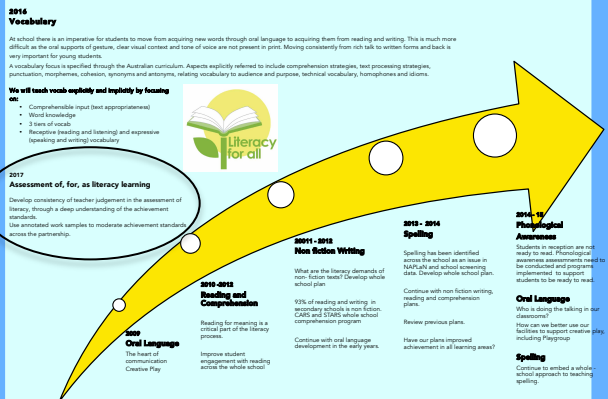 2016
Vocabulary
At school there is an imperative for students to move from acquiring new words through oral language to acquiring them from reading and writing. This is much more
difficult as the oral supports of gesture, clear visual context and tone of voice are not present in print. Moving consistently from rich talk to written forms and back is
very important for young students.
A vocabulary focus is specified through the Australian curriculum. Aspects explicitly referred to include comprehension strategies, text processing strategies,
punctuation, morphemes, cohesion, synonyms and antonyms, relating vocabulary to audience and purpose, technical vocabulary, homophones and idioms.
We will teach vocab explicitly and implicitly by focusing
on:
• Comprehensible input (text appropriateness)
• Word knowledge
• 3 tiers of vocab
• Receptive (reading and listening) and expressive
(speaking and writing) vocabulary
Literacy
for all
2017
Assessment of, for, as literacy learning
Develop consistency of teacher judgement in the assessment of
literacy, through a deep understanding of the achievement
standards.
Use annotated work samples to moderate achievement standards
across the partnership.
2009
Oral Language
The heart of
communication
Creative Play
2010 -2012
Reading and
Comprehension
Reading for meaning is a
critical part of the literacy
process.
Improve student
engagement with reading
across the whole school
20011 - 2012
Non fiction Writing
What are the literacy demands of
non- fiction texts? Develop whole
school plan
93% of reading and writing in
secondary schools is non fiction.
CARS and STARS whole school
comprehension program
Continue with oral language
development in the early years.
2013 - 2014
Spelling
Spelling has been identified
across the school as an issue in
NAPLaN and school screening
data. Develop whole school plan.
Continue with non fiction writing,
reading and comprehension
plans.
Review previous plans.
Have our plans improved
achievement in all learning areas?
2014 - 15
Phonological
Awareness
Students in reception are not
ready to read. Phonological
awareness assessments need to
be conducted and programs
implemented to support
students to be ready to read.
Oral Language
Who is doing the talking in our
classrooms?
How can we better use our
facilities to support creative play,
including Playgroup
Spelling
Continue to embed a whole -
school approach to teaching
spelling.